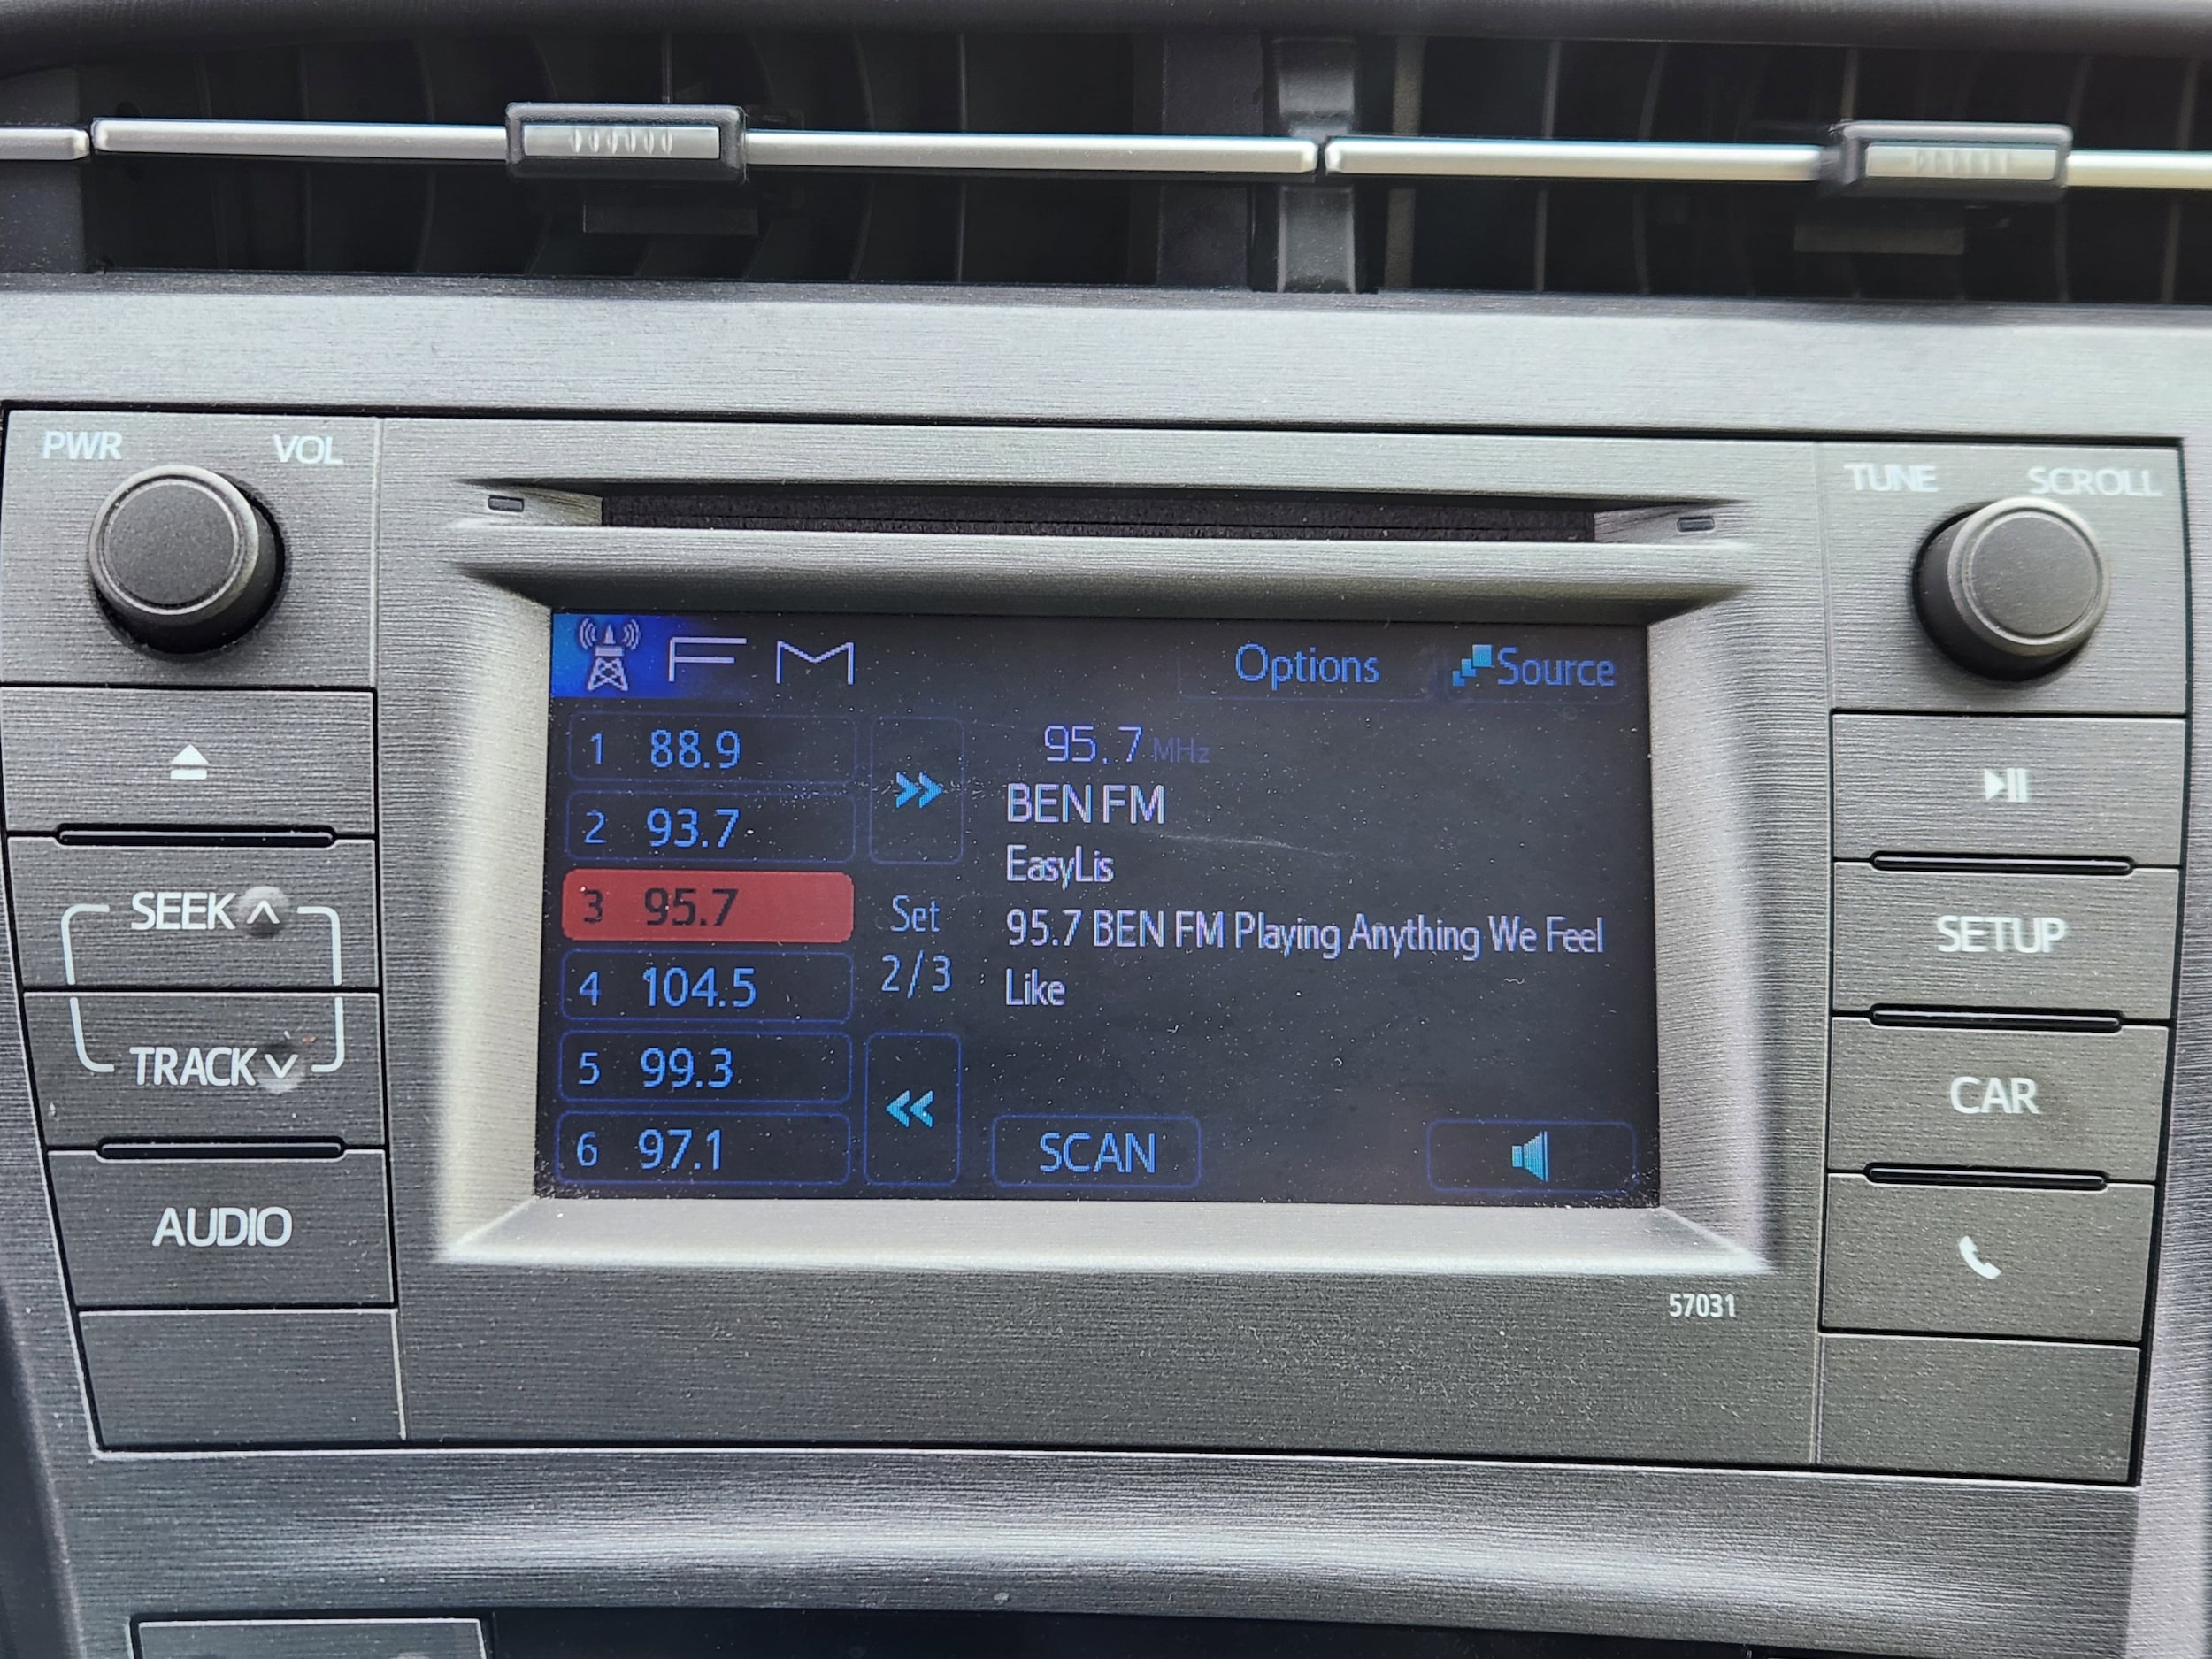 PWR VOL
TUNE SCROLL
FM Options Source
1 88.9
2 93.7
3 95.7
4 104.5
5 99.3
6 97.1
Set
2/3
95.7 MHz
BEN FM
EasyLis
95.7 BEN FM Playing Anything We Feel
Like
SCAN
SEEK
TRACK
AUDIO
SETUP
CAR
57031